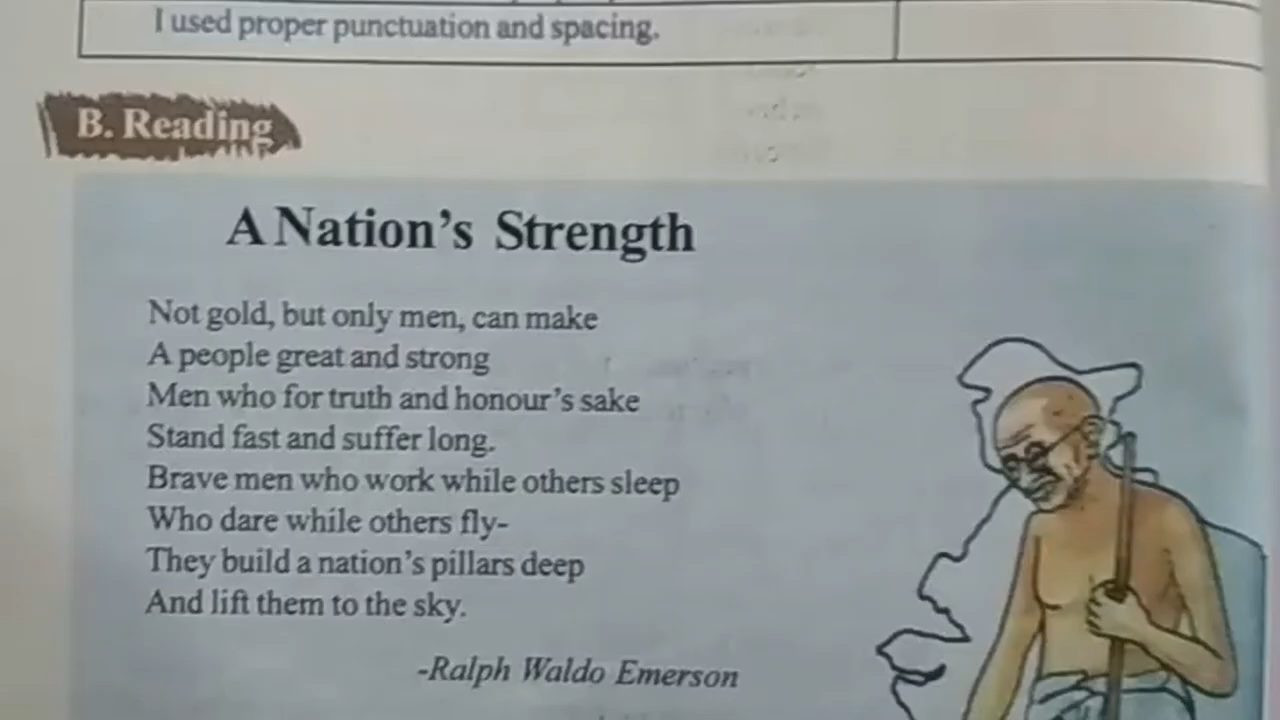 I used proper punctuation and spacing.
B. Reading
A Nation's Strength
Not gold, but only men, can make
A people great and strong
Men who for truth and honour's sake
Stand fast and suffer long.
Brave men who work while others sleep
Who dare while others fly-
They build a nation's pillars deep
And lift them to the sky.
-Ralph Waldo Emerson